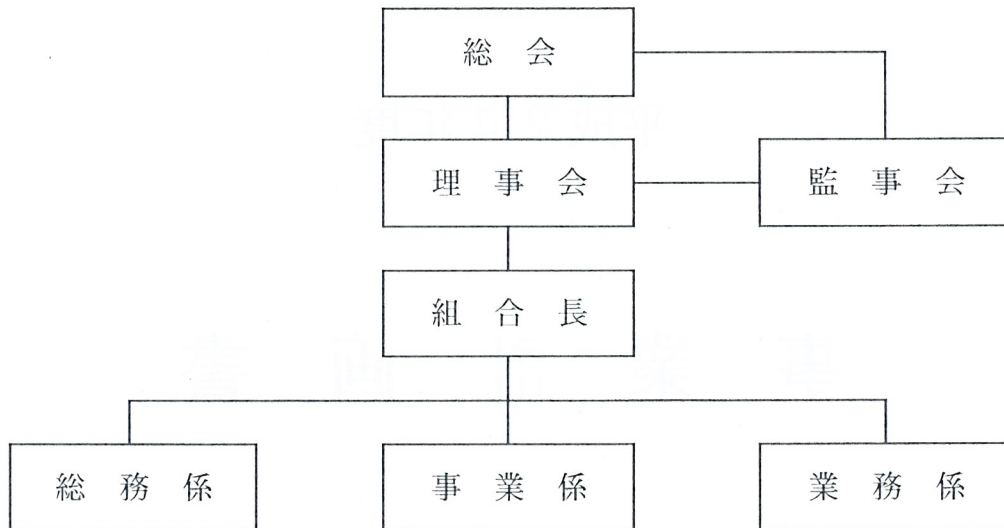 総会
理事会 監事会
組合長
総務係 事業係 業務係